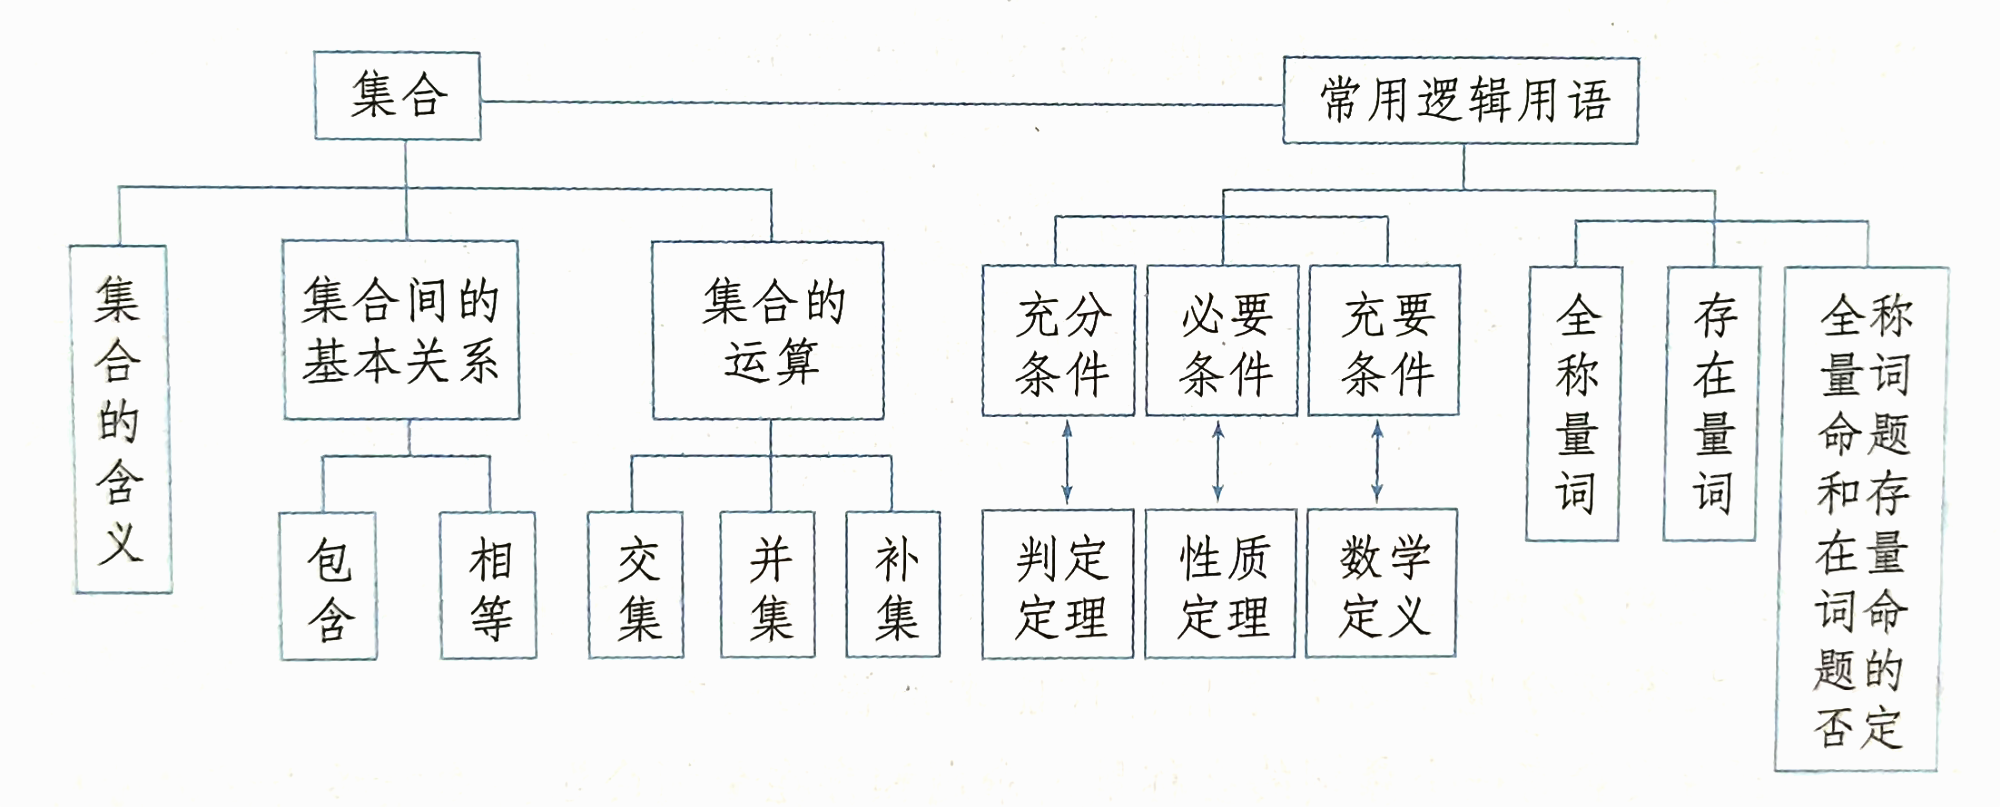 集合
常用逻辑用语
集合的含义
集合间的
基本关系
集合的
运算
充分
条件
必要
条件
充要
条件
全称量词
存在量词
全称
量词
命题
和存
在量
词命
题的
否定
包含
相等
交集
并集
补集
判定
定理
性质
定理
数学
定义